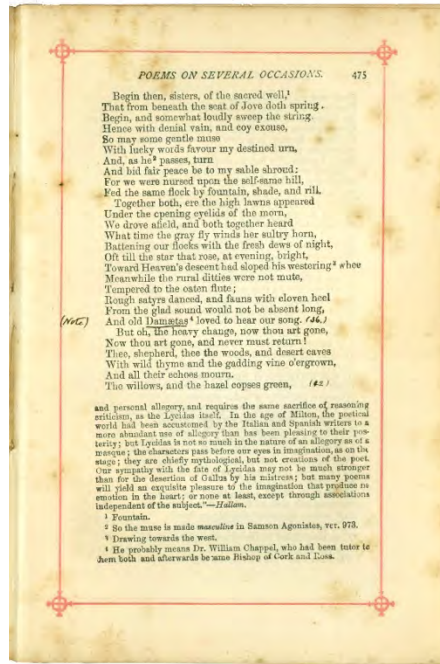 POEMS ON SEVERAL OCCASIONS. 475
Begin then, sisters, of the sacred well,¹
That from beneath the seat of Jove doth spring.
Begin, and somewhat loudly sweep the string.
Hence with denial vain, and coy excuse,
So may some gentle muse
With lucky words favour my destined urn,
And, as he² passes, turn
And bid fair peace be to my sable shroud:
For we were nursed upon the self-same hill,
Fed the same flock by fountain, shade, and rill.
Together both, ere the high lawns appeared
Under the opening eyelids of the morn,
We drove afield, and both together heard
What time the gray fly winds her sultry horn,
Battening our flocks with the fresh dews of night,
Oft till the star that rose, at evening, bright,
Toward Heaven's descent had sloped his westering³ wheel
Meanwhile the rural ditties were not mute,
Tempered to the oaten flute;
Rough satyrs danced, and fauns with cloven heel
From the glad sound would not be absent long,
(Note) And old Damætas⁴ loved to hear our song. (36.)
But oh, the heavy change, now thou art gone,
Now thou art gone, and never must return!
Thee, shepherd, thee the woods, and desert caves
With wild thyme and the gadding vine o'ergrown,
And all their echoes mourn.
The willows, and the hazel copses green, (42)
and personal allegory, and requires the same sacrifice of reasoning
criticism, as the Lycidas itself. In the age of Milton, the poetical
world had been accustomed by the Italian and Spanish writers to a
more abundant use of allegory than has been pleasing to their pos-
terity; but Lycidas is not so much in the nature of an allegory as of a
masque; the characters pass before our eyes in imagination, as on the
stage; they are chiefly mythological, but not creations of the poet.
Our sympathy with the fate of Lycidas may not be much stronger
than for the desertion of Gallus by his mistress; but many poems
will yield an exquisite pleasure to the imagination that produce no
emotion in the heart; or none at least, except through associations
independent of the subject."—Hallam.
¹ Fountain.
² So the muse is made masculine in Samson Agonistes, ver. 973.
³ Drawing towards the west.
⁴ He probably means Dr. William Chappel, who had been tutor to
them both and afterwards became Bishop of Cork and Ross.